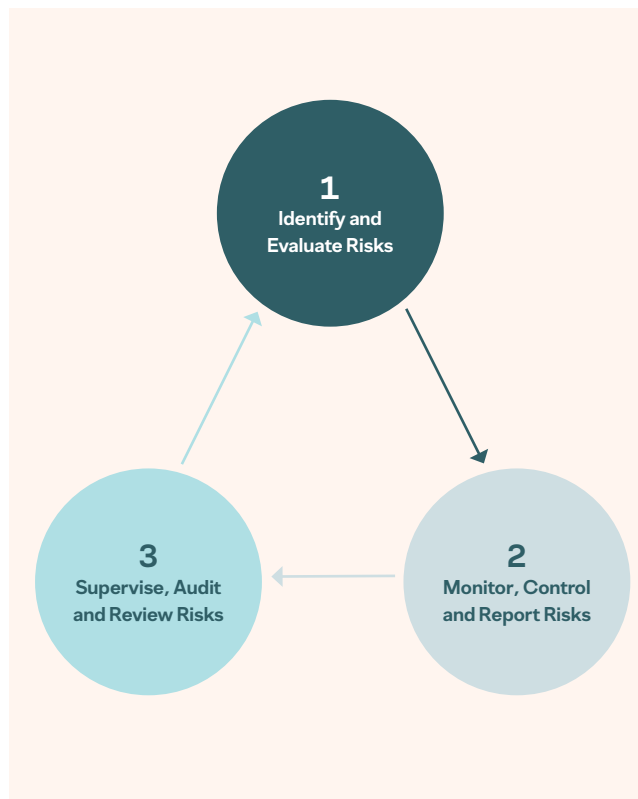 1
Identify and
Evaluate Risks
2
Monitor, Control
and Report Risks
3
Supervise, Audit
and Review Risks